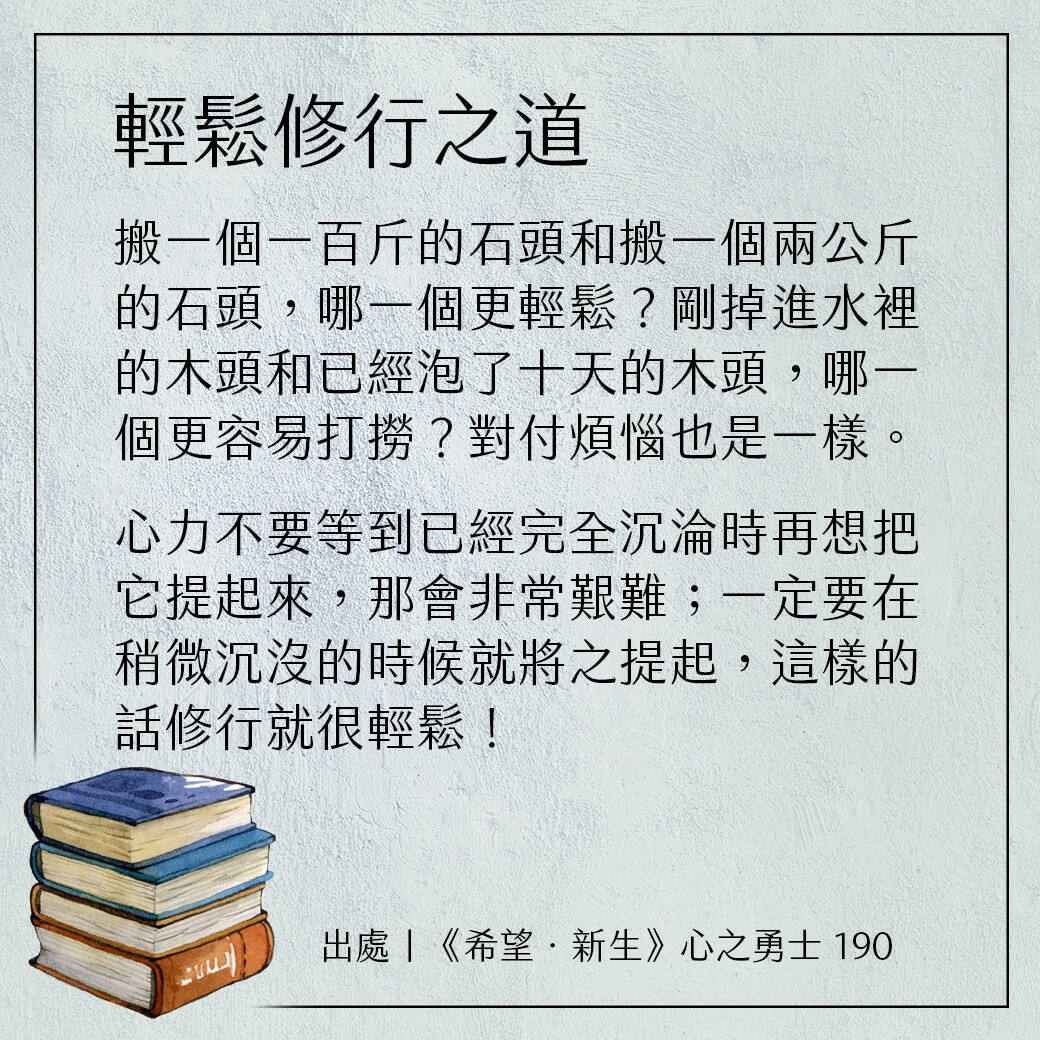 輕鬆修行之道
搬一個一百斤的石頭和搬一個兩公斤
的石頭，哪一個更輕鬆？剛掉進水裡
的木頭和已經泡了十天的木頭，哪一
個更容易打撈？對付煩惱也是一樣。
心力不要等到已經完全沉淪時再想把
它提起來，那會非常艱難；一定要在
稍微沉沒的時候就將之提起，這樣的
話修行就很輕鬆！
出處｜《希望．新生》心之勇士 190